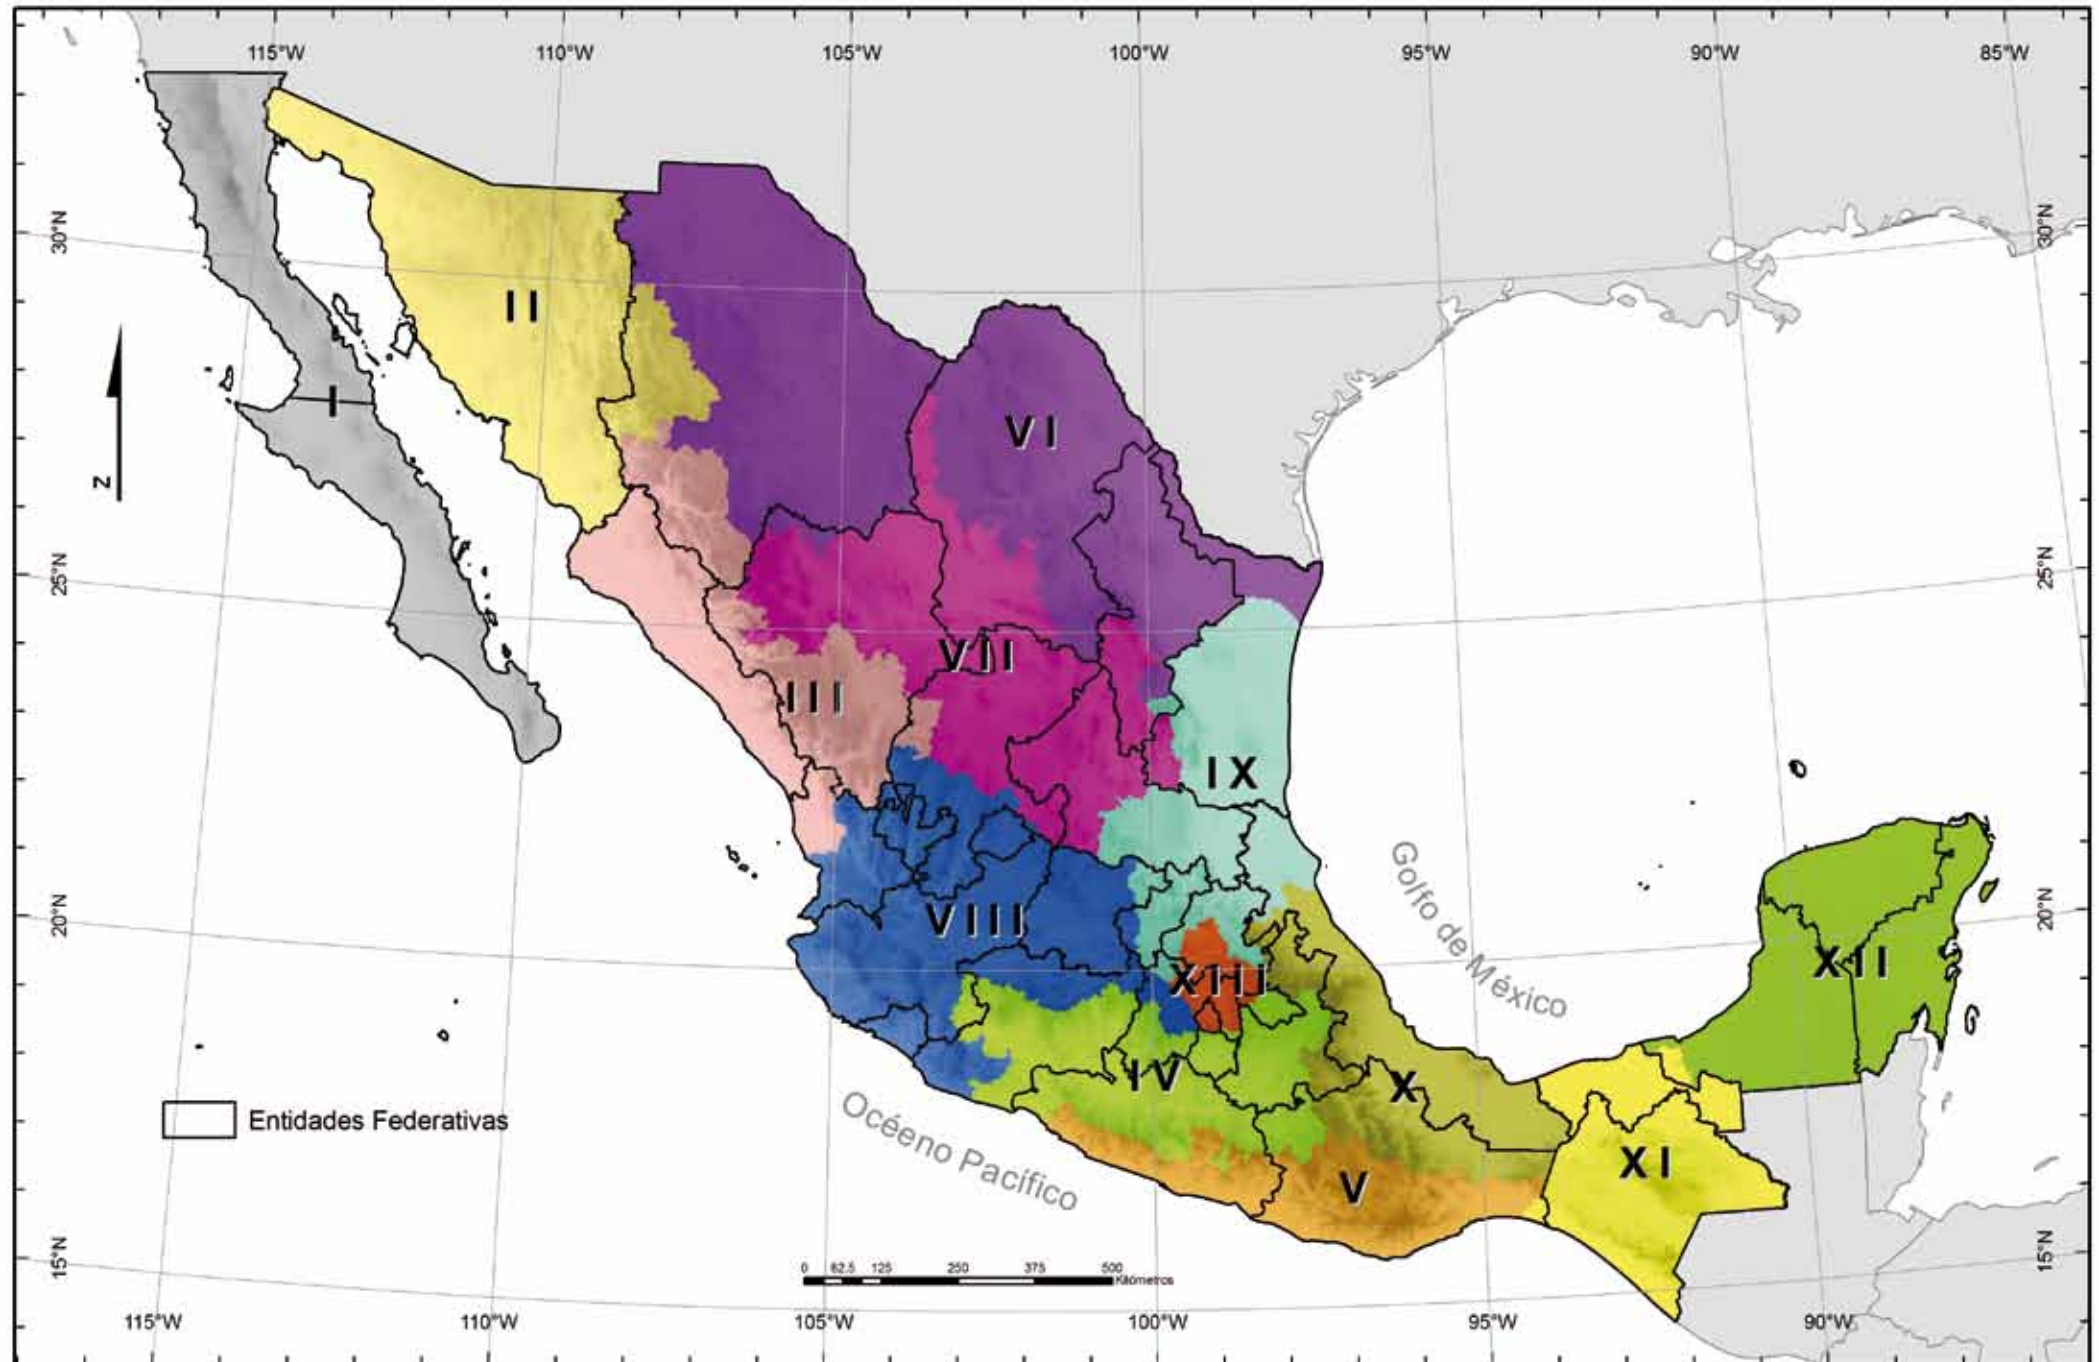 115°W 110°W 105°W 100°W 95°W 90°W 85°W
30°N 30°N
II
I
VI
N
25°N 25°N
VII
III
IX
Golfo de México
20°N 20°N
VIII
XIII
XII
IV
X
Entidades Federativas
Océeno Pacífico
XI
V
15°N 15°N
0 62.5 125 250 375 500
Kilómetros
115°W 110°W 105°W 100°W 95°W 90°W